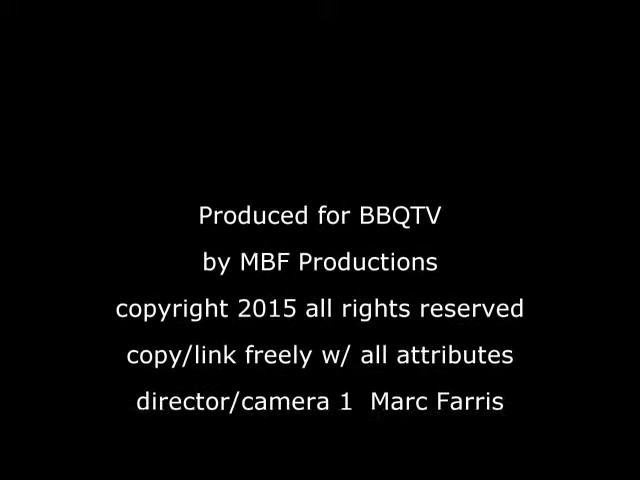 Produced for BBQTV
by MBF Productions
copyright 2015 all rights reserved
copy/link freely w/ all attributes
director/camera 1  Marc Farris